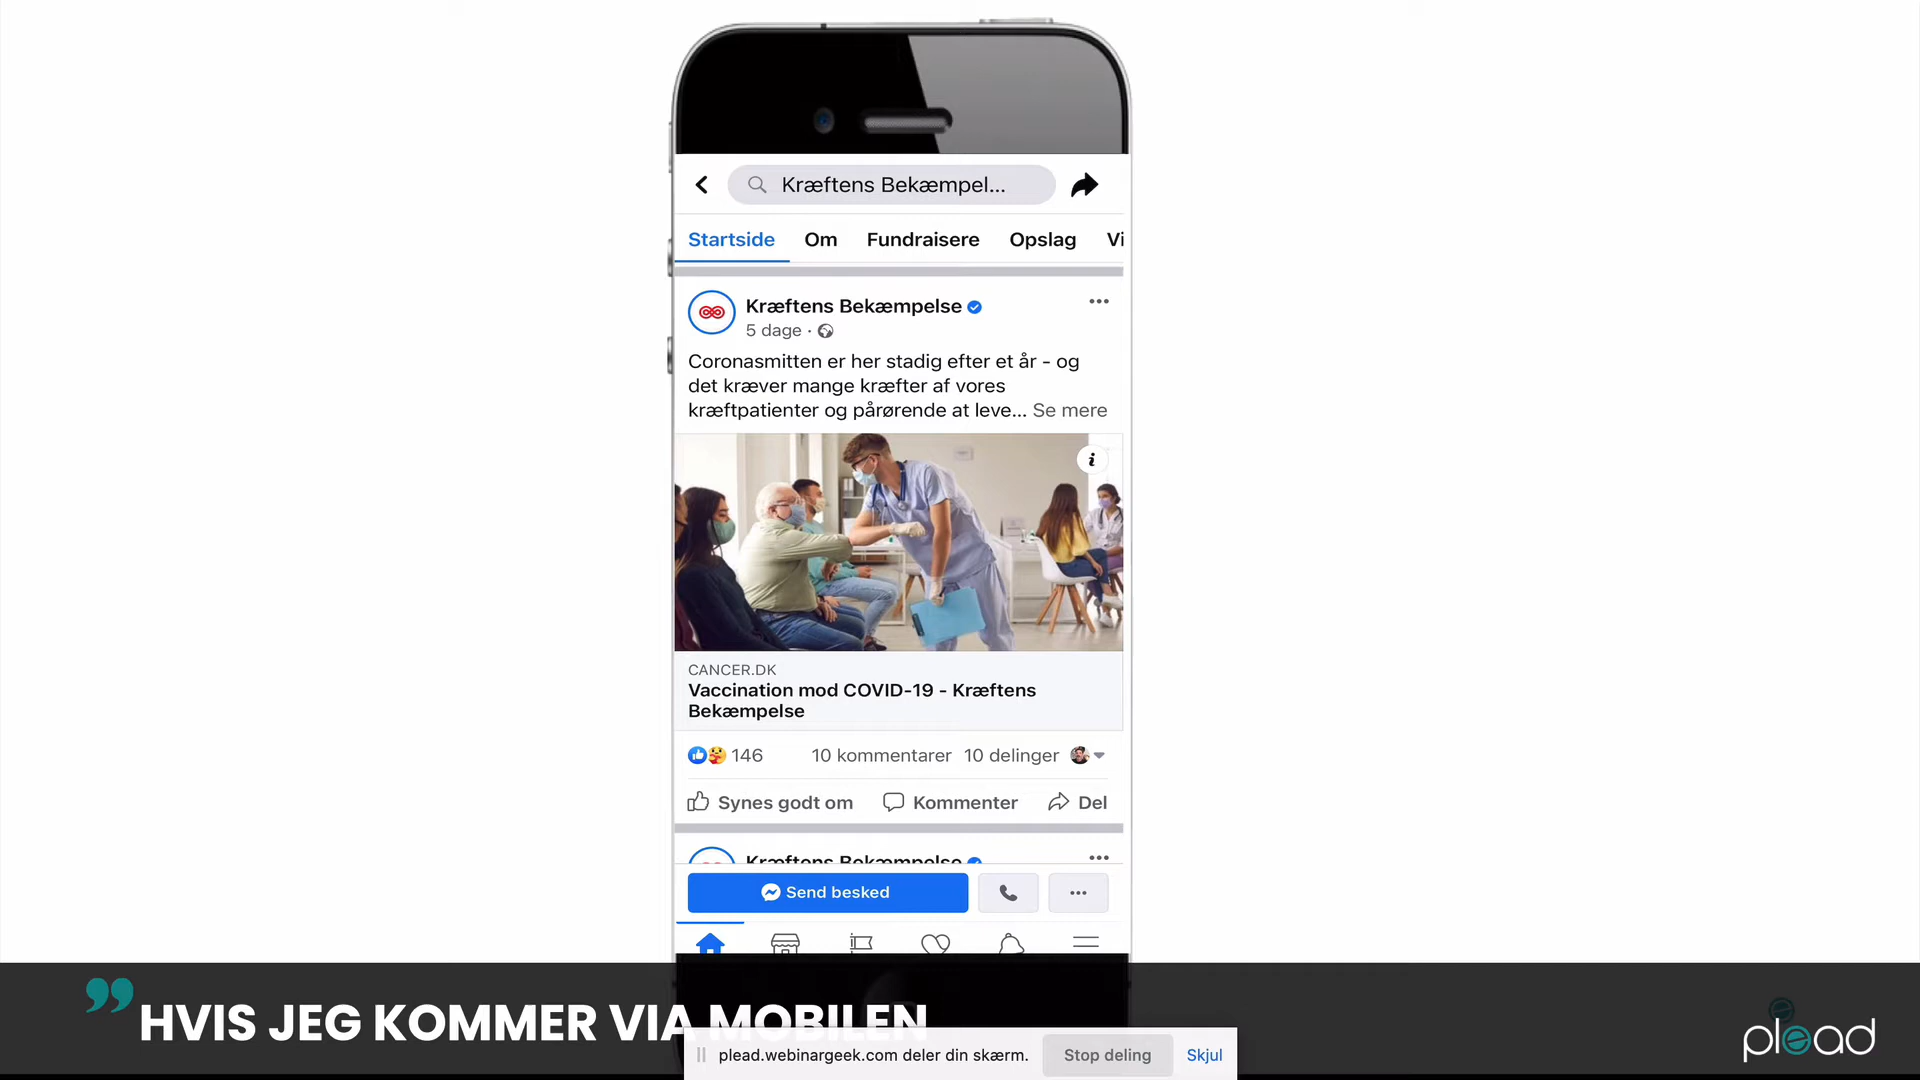 Kræftens Bekæmpel...
Startside Om Fundraisere Opslag Vi
Kræftens Bekæmpelse
5 dage ·
Coronasmitten er her stadig efter et år - og
det kræver mange kræfter af vores
kræftpatienter og pårørende at leve... Se mere
i
CANCER.DK
Vaccination mod COVID-19 - Kræftens
Bekæmpelse
146 10 kommentarer 10 delinger
Synes godt om Kommenter Del
Kræftens Bekæmpelse
Send besked
HVIS JEG KOMMER VIA MOBILEN
plead
plead.webinargeek.com deler din skærm. Stop deling Skjul